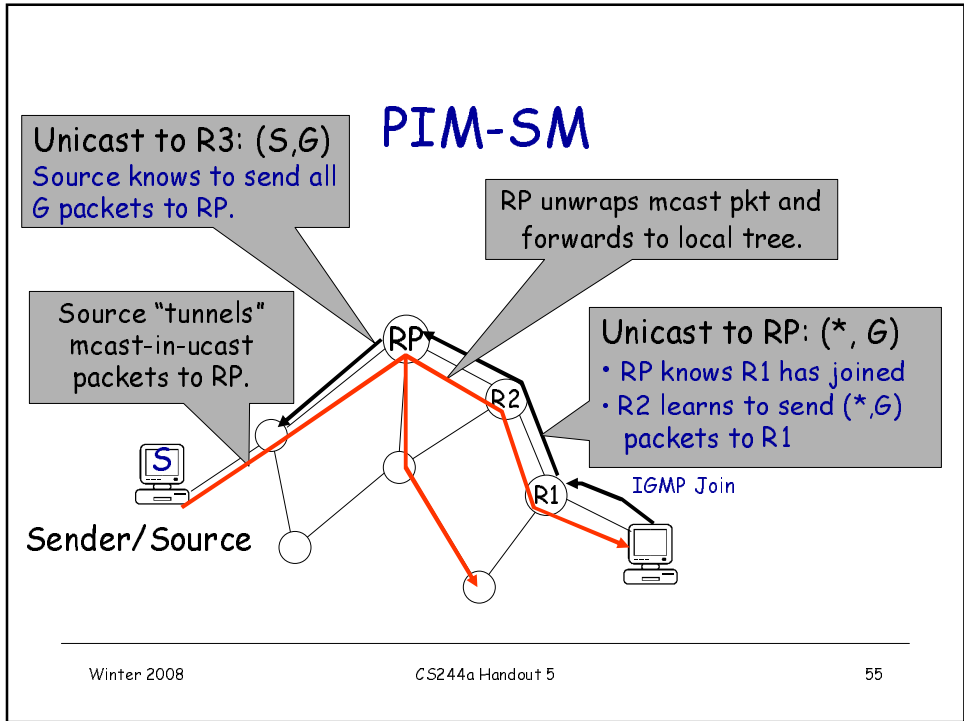 PIM-SM
Unicast to R3: (S,G)
Source knows to send all
G packets to RP.
RP unwraps mcast pkt and
forwards to local tree.
Source “tunnels”
mcast-in-ucast
packets to RP.
Unicast to RP: (*, G)
• RP knows R1 has joined
• R2 learns to send (*,G)
packets to R1
RP
R2
R1
IGMP Join
S
Sender/Source
Winter 2008
CS244a Handout 5
55